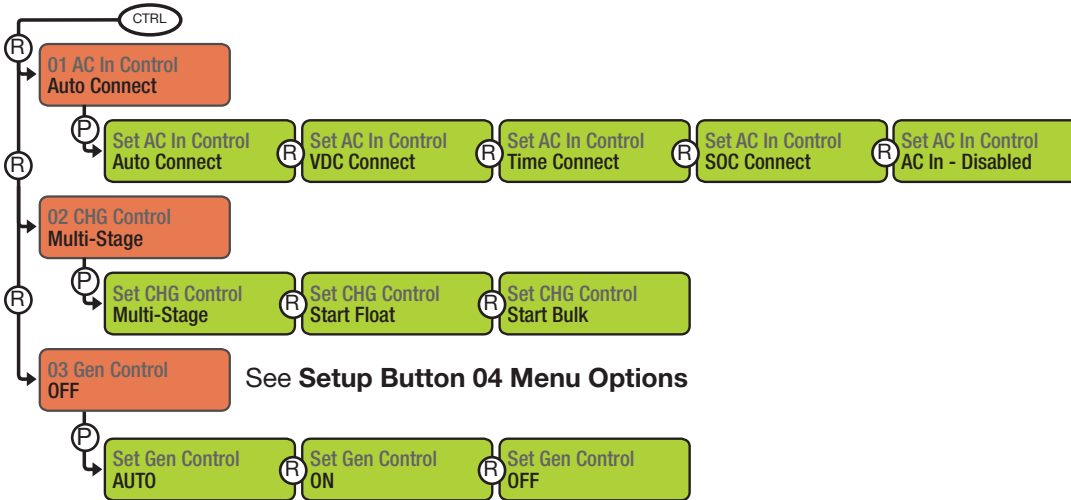 CTRL
R
01 AC In Control
Auto Connect
P
Set AC In Control
Auto Connect
R
Set AC In Control
VDC Connect
R
Set AC In Control
Time Connect
R
Set AC In Control
SOC Connect
R
Set AC In Control
AC In - Disabled
R
02 CHG Control
Multi-Stage
P
Set CHG Control
Multi-Stage
R
Set CHG Control
Start Float
R
Set CHG Control
Start Bulk
R
03 Gen Control
OFF
See Setup Button 04 Menu Options
P
Set Gen Control
AUTO
R
Set Gen Control
ON
R
Set Gen Control
OFF